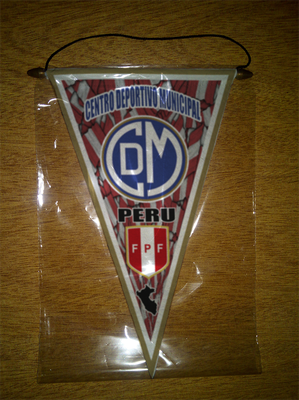 CENTRO DEPORTIVO MUNICIPAL
CDM
PERU
FPF